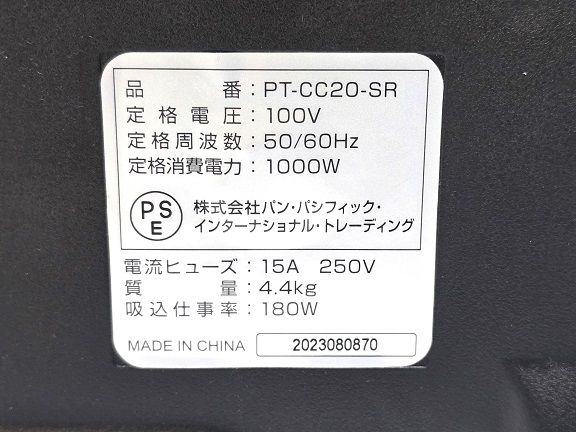 品番：PT-CC20-SR
定格電圧：100V
定格周波数：50/60Hz
定格消費電力：1000W
PS
E
株式会社パン・パシフィック・
インターナショナル・トレーディング
電流ヒューズ：15A 250V
質量：4.4kg
吸込仕事率：180W
MADE IN CHINA 2023080870